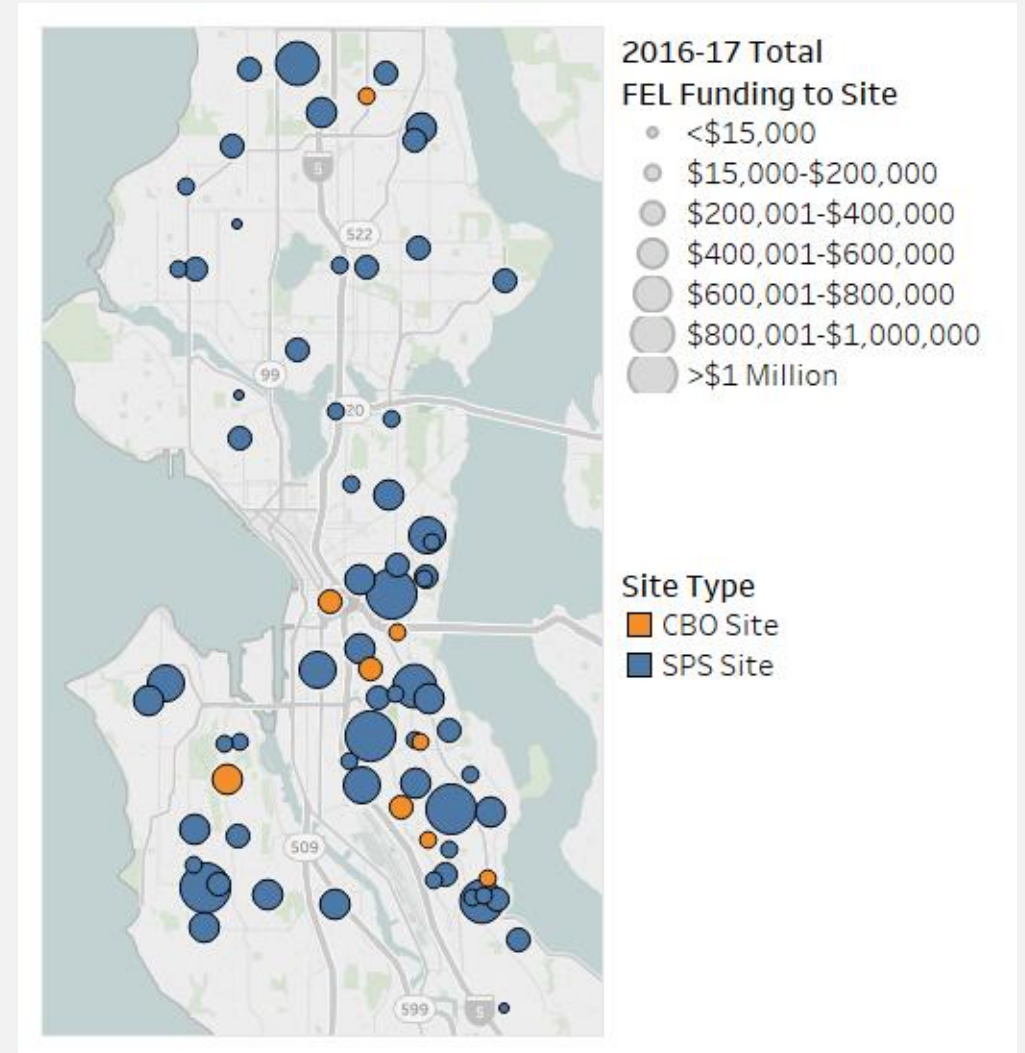 2016-17 Total
FEL Funding to Site
<$15,000
$15,000-$200,000
$200,001-$400,000
$400,001-$600,000
$600,001-$800,000
$800,001-$1,000,000
>$1 Million
Site Type
CBO Site
SPS Site
5
522
99
20
509
599
5